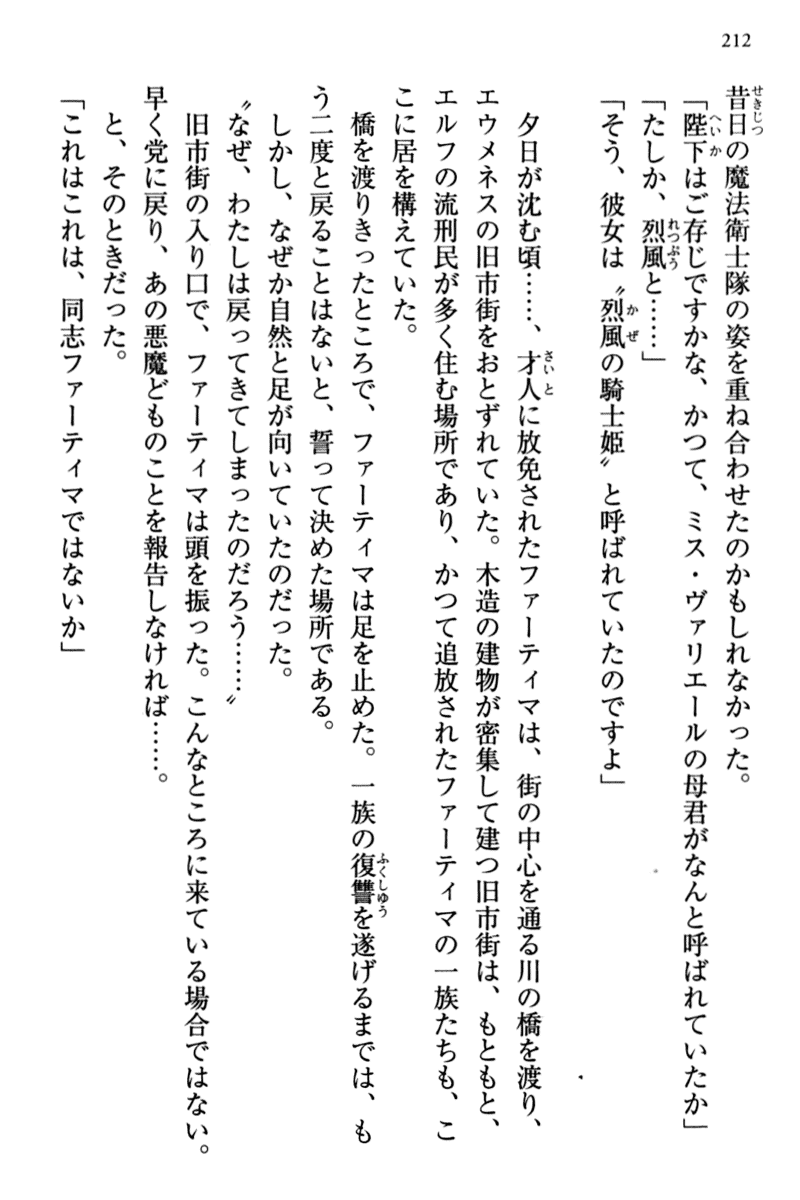 212
昔日の魔法衛士隊の姿を重ね合わせたのかもしれなかった。
「陛下はご存じですかな、かつて、ミス・ヴァリエールの母君がなんと呼ばれていたか」
「たしか、烈風と……」
「そう、彼女は〝烈風の騎士姫〟と呼ばれていたのですよ」
夕日が沈む頃……、才人に放免されたファーティマは、街の中心を通る川の橋を渡り、
エウメネスの旧市街をおとずれていた。木造の建物が密集して建つ旧市街は、もともと、
エルフの流刑民が多く住む場所であり、かつて追放されたファーティマの一族たちも、こ
こに居を構えていた。
橋を渡りきったところで、ファーティマは足を止めた。一族の復讐を遂げるまでは、も
う二度と戻ることはないと、誓って決めた場所である。
しかし、なぜか自然と足が向いていたのだった。
〝なぜ、わたしは戻ってきてしまったのだろう……〟
旧市街の入り口で、ファーティマは頭を振った。こんなところに来ている場合ではない。
早く党に戻り、あの悪魔どものことを報告しなければ……。
と、そのときだった。
「これはこれは、同志ファーティマではないか」